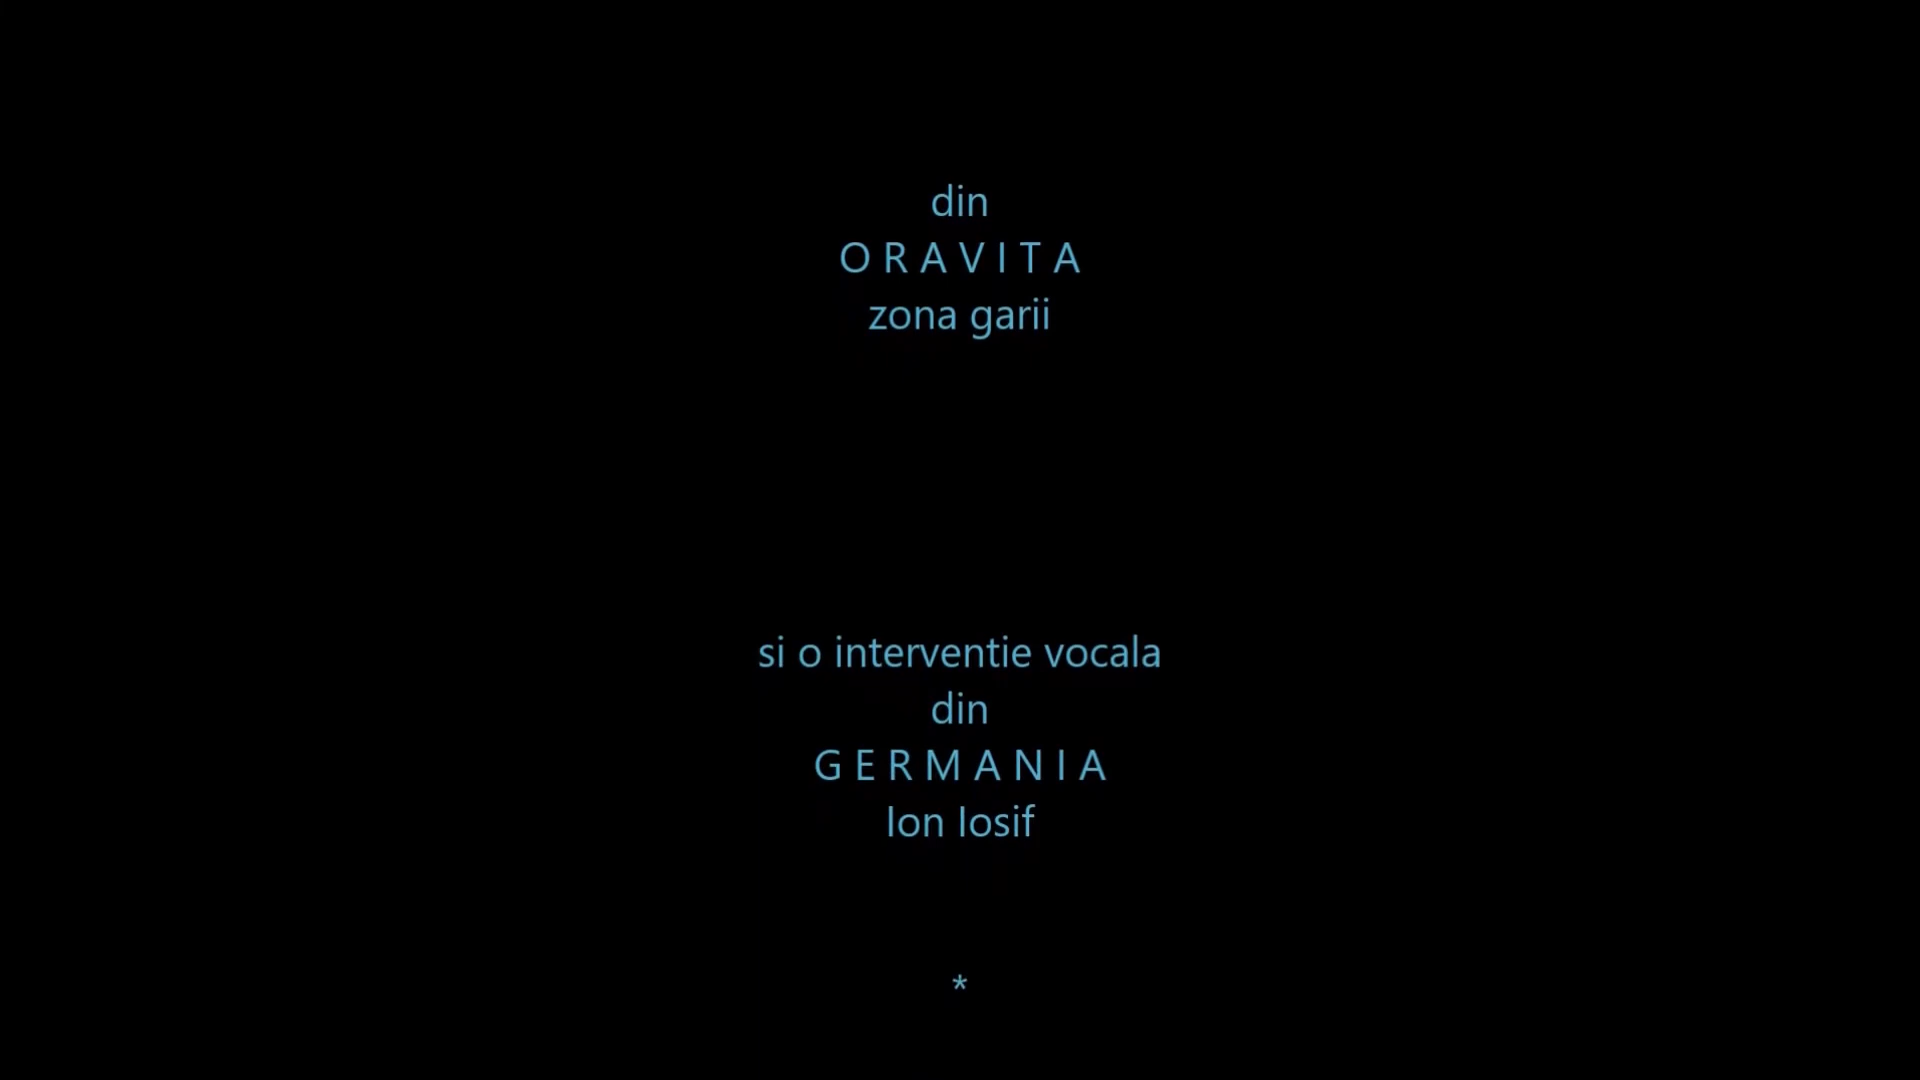 din
O R A V I T A
zona garii
si o interventie vocala
din
G E R M A N I A
Ion Iosif
*